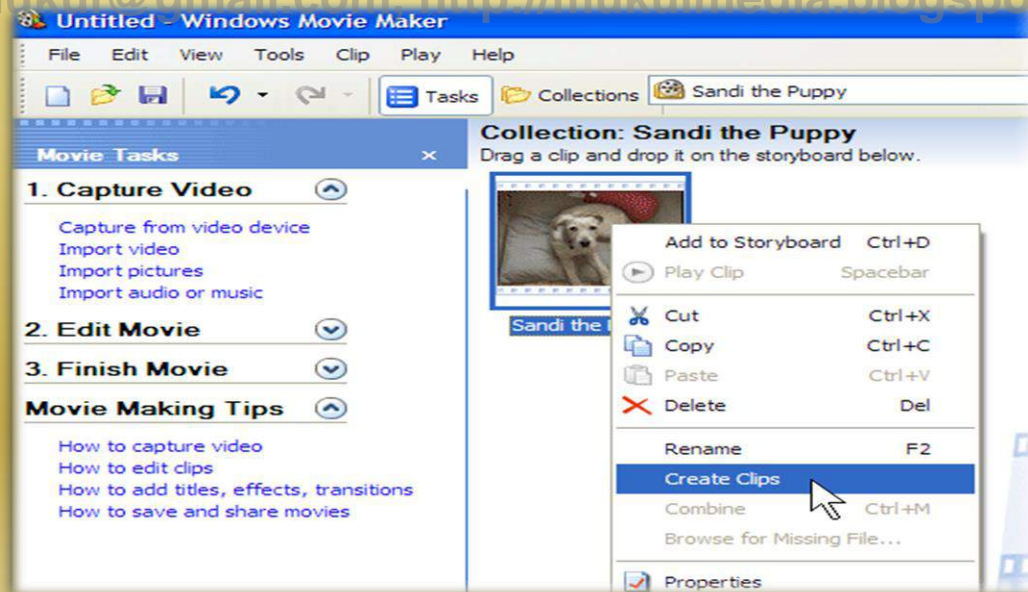 @gmail.com, http://
Untitled - Windows Movie Maker
File Edit View Tools Clip Play Help
Tasks Collections Sandi the Puppy
Movie Tasks
1. Capture Video
Capture from video device
Import video
Import pictures
Import audio or music
2. Edit Movie
3. Finish Movie
Movie Making Tips
How to capture video
How to edit clips
How to add titles, effects, transitions
How to save and share movies
Collection: Sandi the Puppy
Drag a clip and drop it on the storyboard below.
Sandi the
Add to Storyboard Ctrl+D
Play Clip Spacebar
Cut Ctrl+X
Copy Ctrl+C
Paste Ctrl+V
Delete Del
Rename F2
Create Clips
Combine Ctrl+M
Browse for Missing File...
Properties